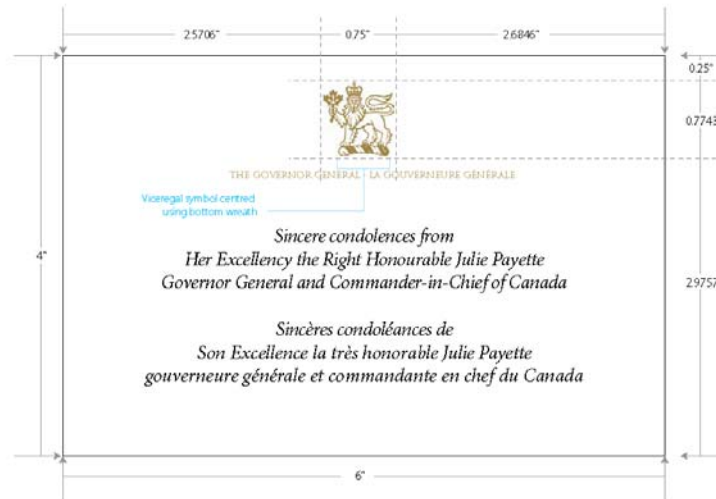 2.5706"
0.75"
2.6846"
0.25"
0.7743
THE GOVERNOR GENERAL · LA GOUVERNEURE GÉNÉRALE
Viceregal symbol centred
using bottom wreath
Sincere condolences from
Her Excellency the Right Honourable Julie Payette
Governor General and Commander-in-Chief of Canada
4"
2.9757
Sincères condoléances de
Son Excellence la très honorable Julie Payette
gouverneure générale et commandante en chef du Canada
6"